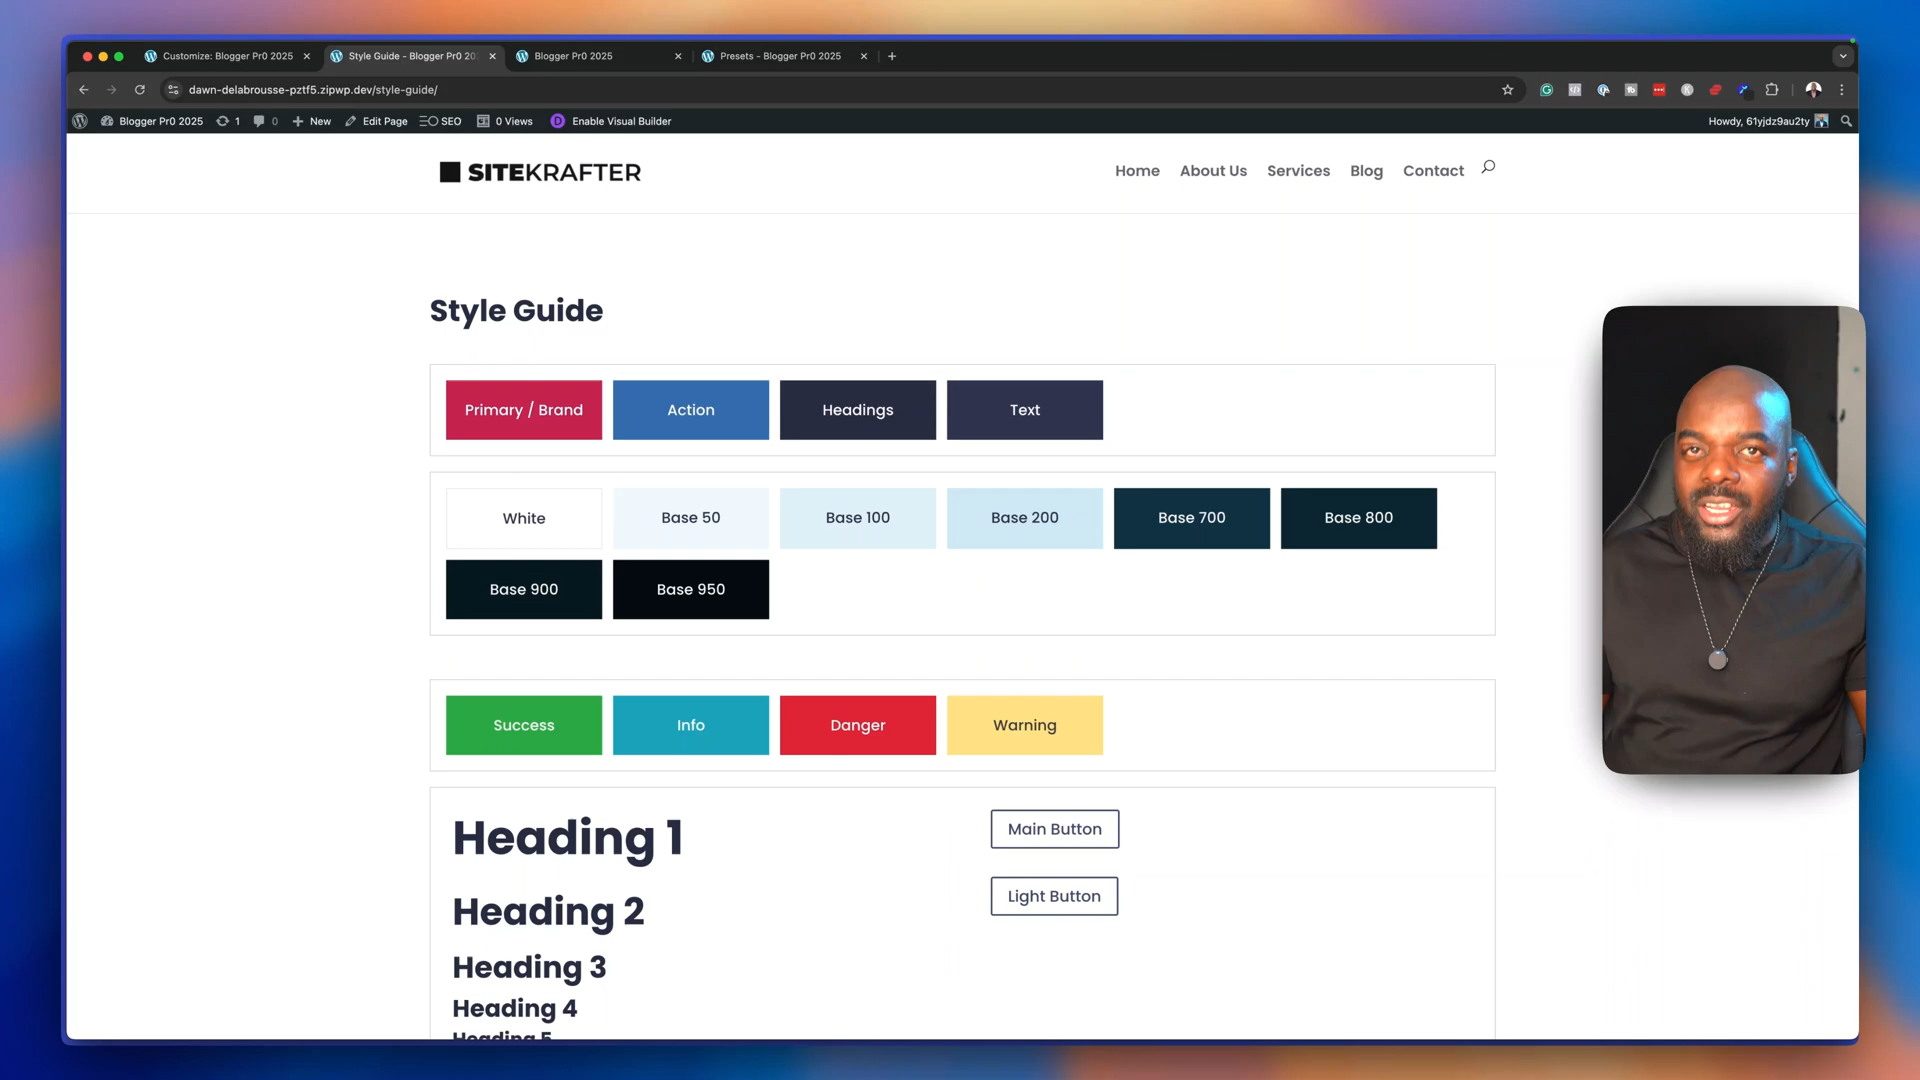 Customize: Blogger Pr0 2025
Style Guide - Blogger Pr0 20
Blogger Pr0 2025
Presets - Blogger Pr0 2025
dawn-delabrousse-pztf5.zipwp.dev/style-guide/
Blogger Pr0 2025
1
0
New
Edit Page
SEO
0 Views
D
Enable Visual Builder
Howdy, 61yjdz9au2ty
SITEKRAFTER
Home
About Us
Services
Blog
Contact
Style Guide
Primary / Brand
Action
Headings
Text
White
Base 50
Base 100
Base 200
Base 700
Base 800
Base 900
Base 950
Success
Info
Danger
Warning
Heading 1
Main Button
Heading 2
Light Button
Heading 3
Heading 4
Heading 5